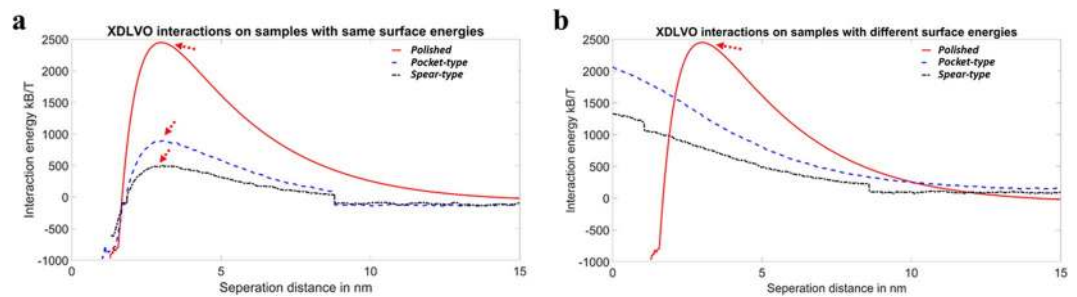 a
XDLVO interactions on samples with same surface energies
Interaction energy kB/T
2500
2000
1500
1000
500
0
-500
-1000
Polished
Pocket-type
Spear-type
0
5
10
15
Seperation distance in nm
b
XDLVO interactions on samples with different surface energies
Interaction energy kB/T
2500
2000
1500
1000
500
0
-500
-1000
Polished
Pocket-type
Spear-type
0
5
10
15
Seperation distance in nm